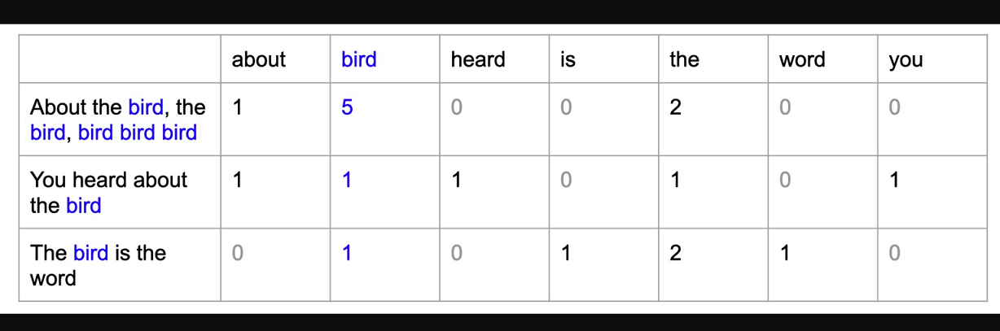 about bird heard is the word you
About the bird, the 1 5 0 0 2 0 0
bird, bird bird bird
You heard about 1 1 1 0 1 0 1
the bird
The bird is the 0 1 0 1 2 1 0
word